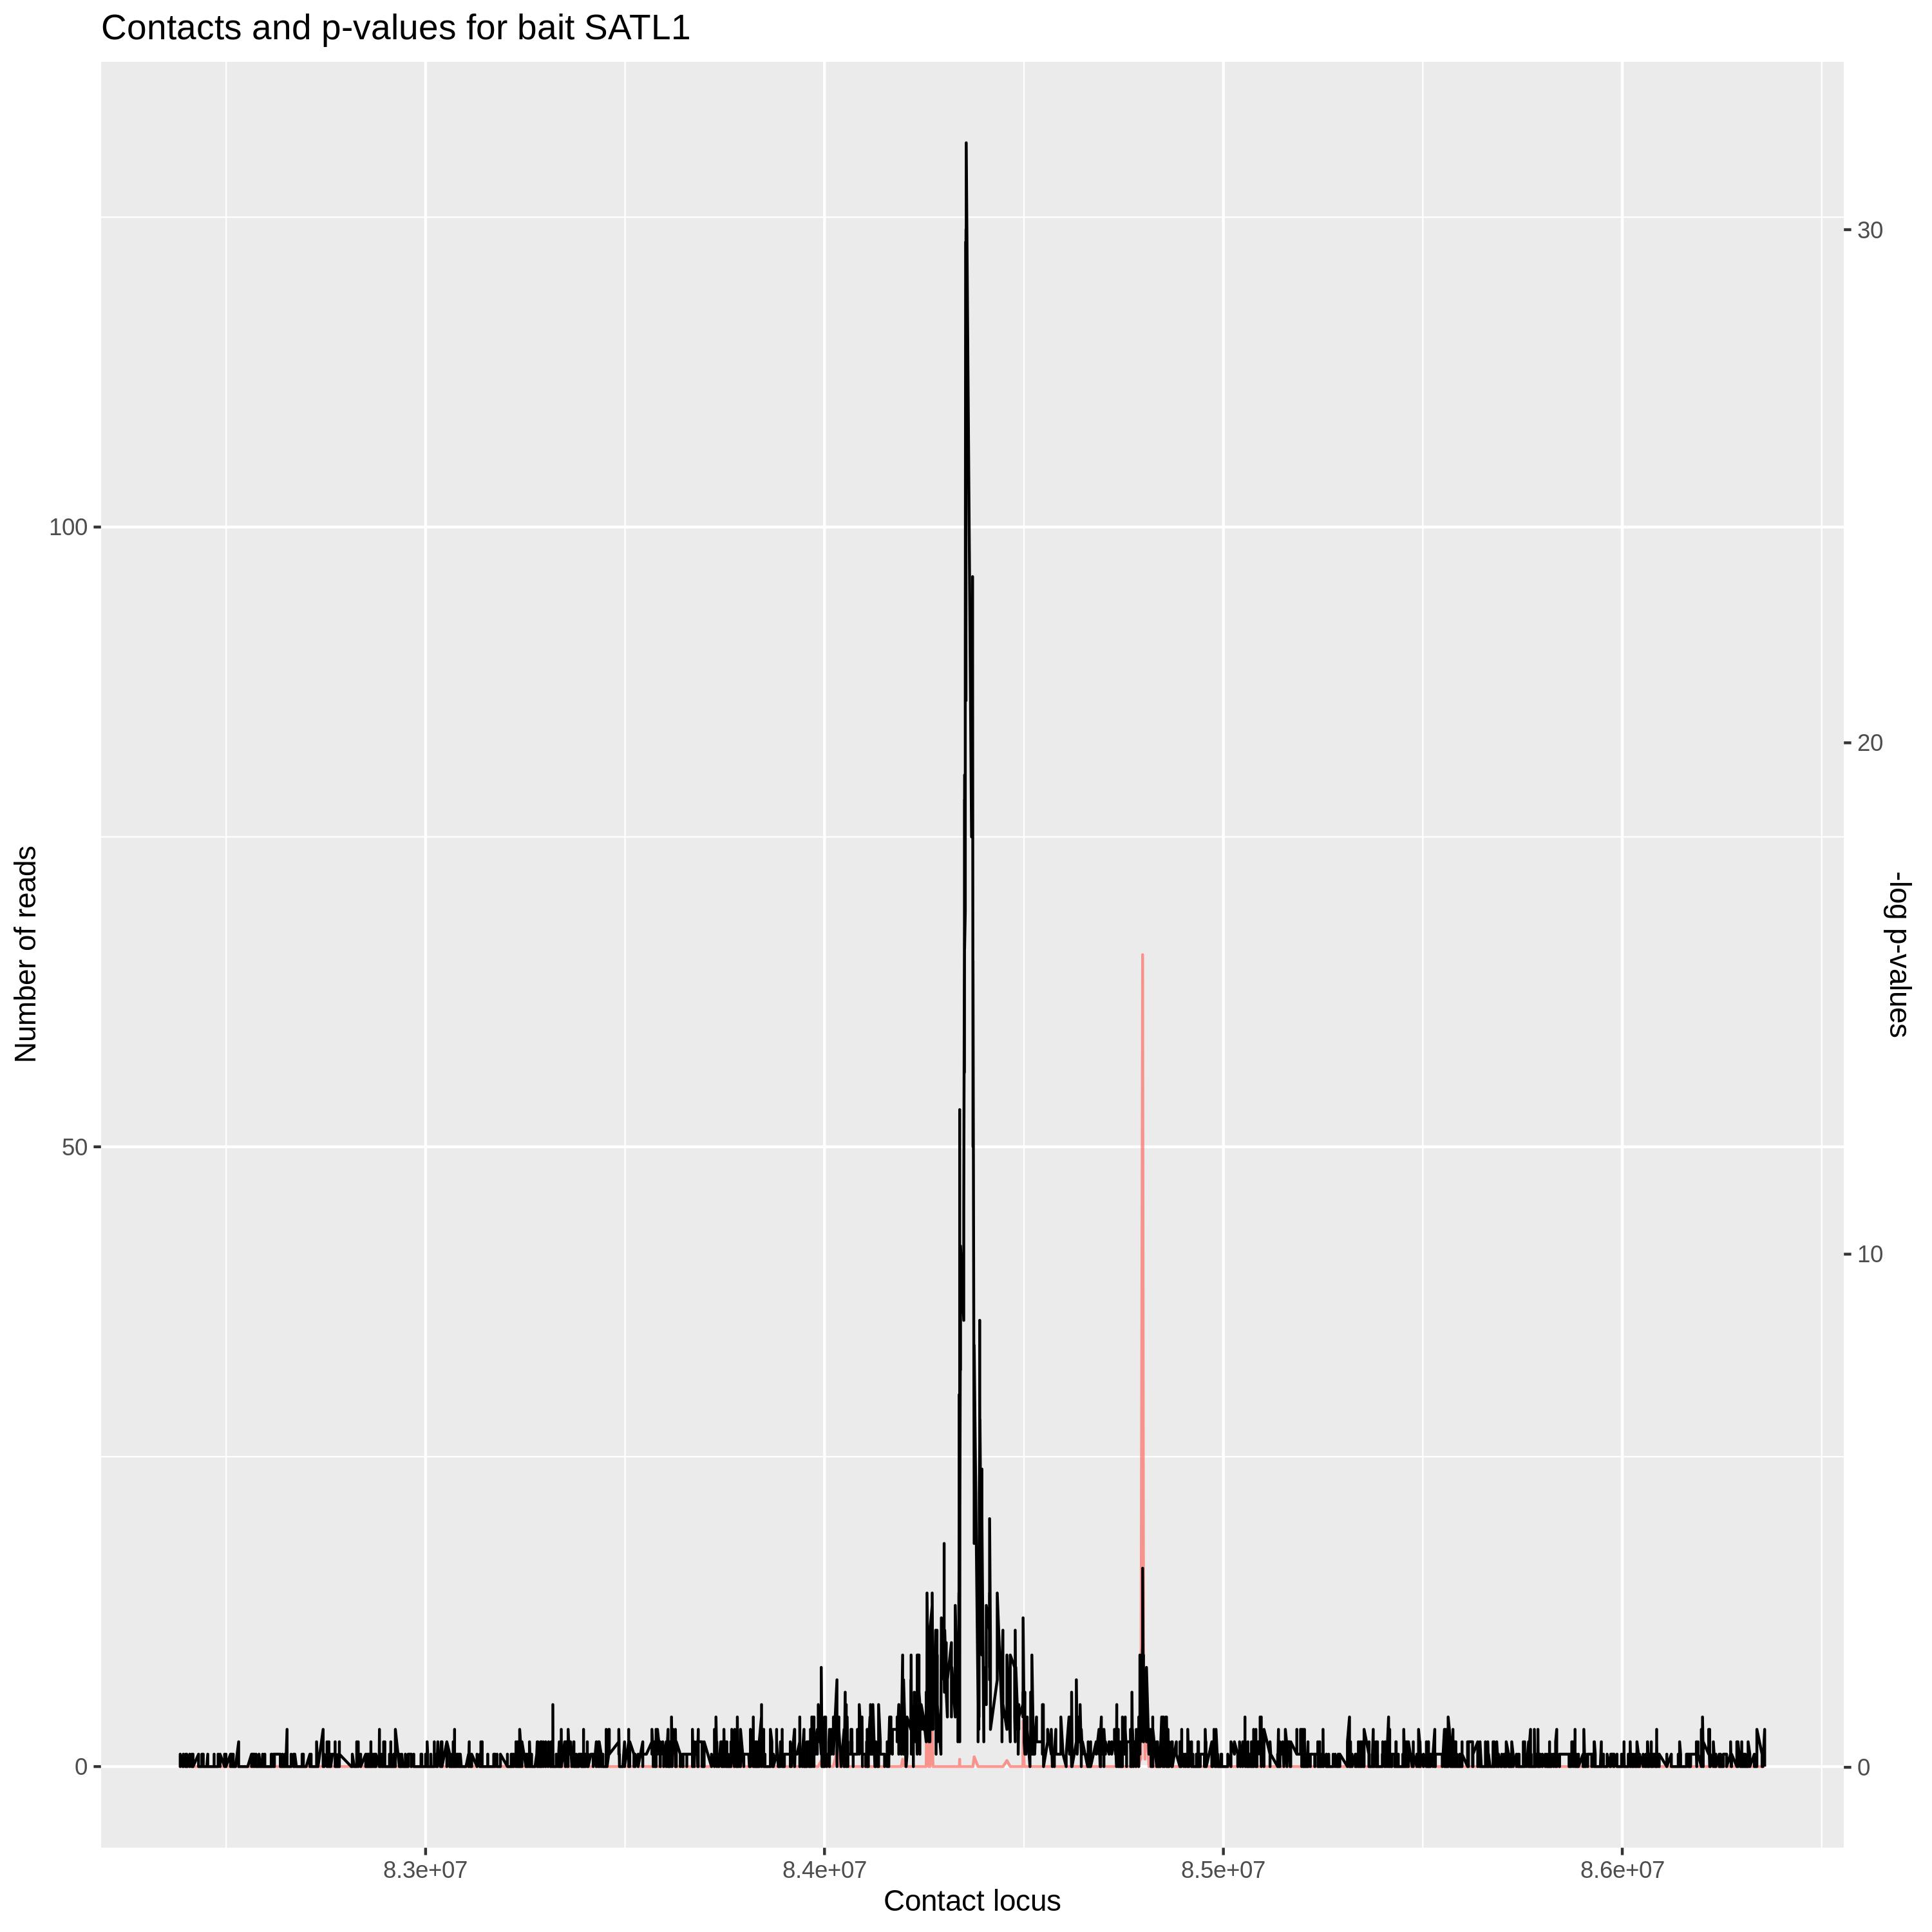 Contacts and p-values for bait SATL1
Number of reads
100
50
0
30
20
10
0
-log p-values
8.3e+07
8.4e+07
8.5e+07
8.6e+07
Contact locus